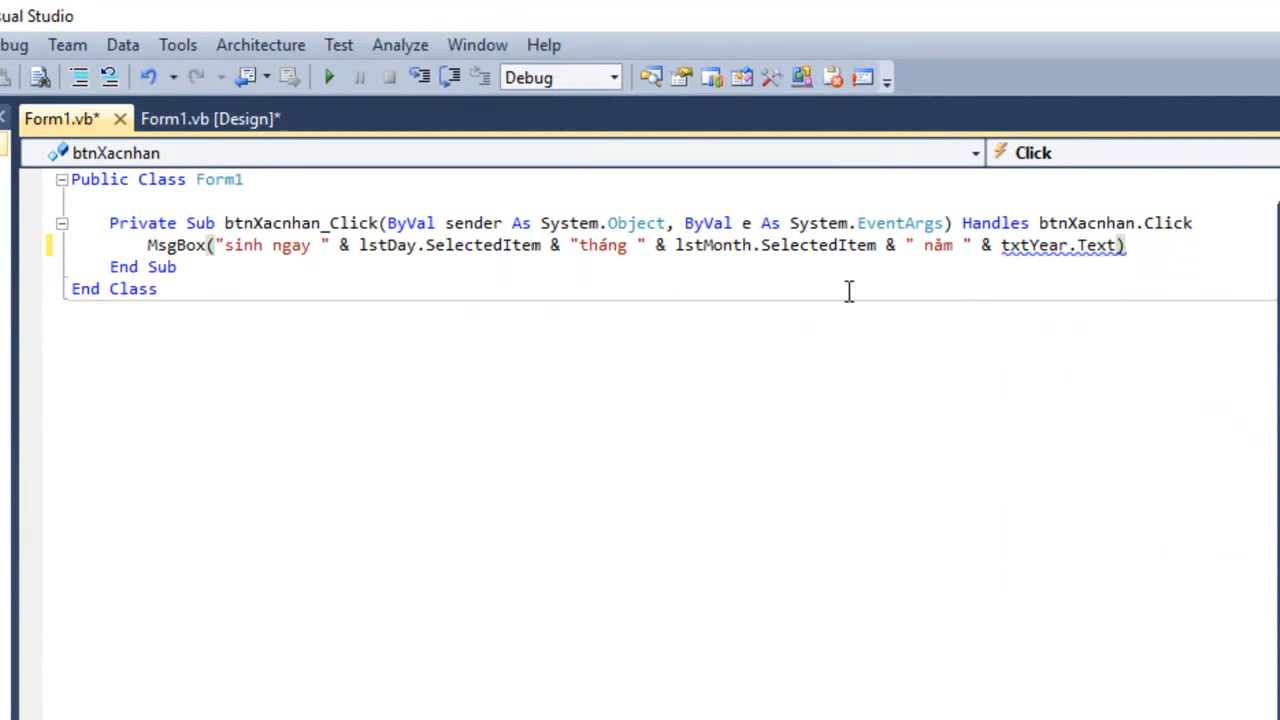 sual Studio
bug Team Data Tools Architecture Test Analyze Window Help
Debug
Form1.vb* Form1.vb [Design]*
btnXacnhan Click
Public Class Form1
Private Sub btnXacnhan_Click(ByVal sender As System.Object, ByVal e As System.EventArgs) Handles btnXacnhan.Click
MsgBox("sinh ngay " & lstDay.SelectedItem & "tháng " & lstMonth.SelectedItem & " năm " & txtYear.Text)
End Sub
End Class